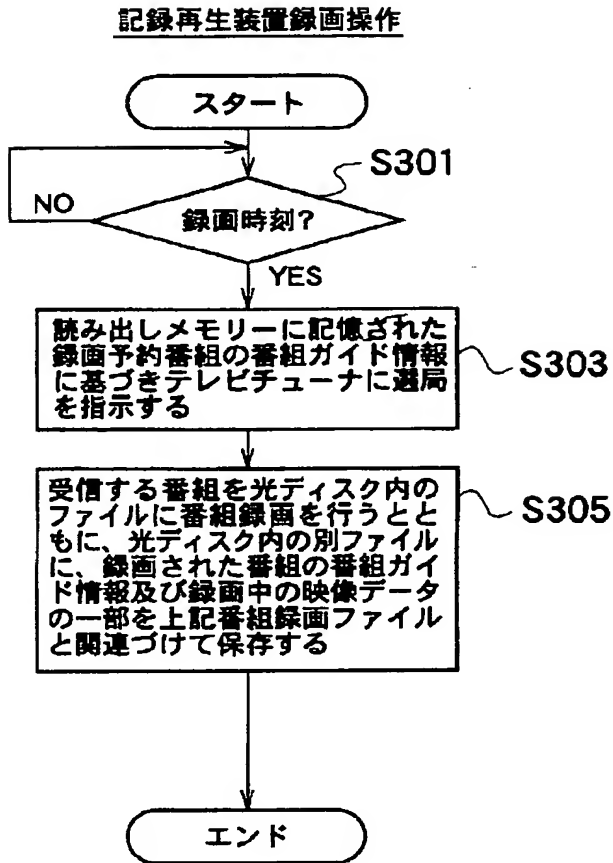 記録再生装置録画操作
スタート
S301
NO
録画時刻?
YES
読み出しメモリーに記憶された
録画予約番組の番組ガイド情報
に基づきテレビチューナに選局
を指示する
S303
受信する番組を光ディスク内の
ファイルに番組録画を行うとと
もに、光ディスク内の別ファイル
に、録画された番組の番組ガイ
ド情報及び録画中の映像データ
の一部を上記番組録画ファイル
と関連づけて保存する
S305
エンド